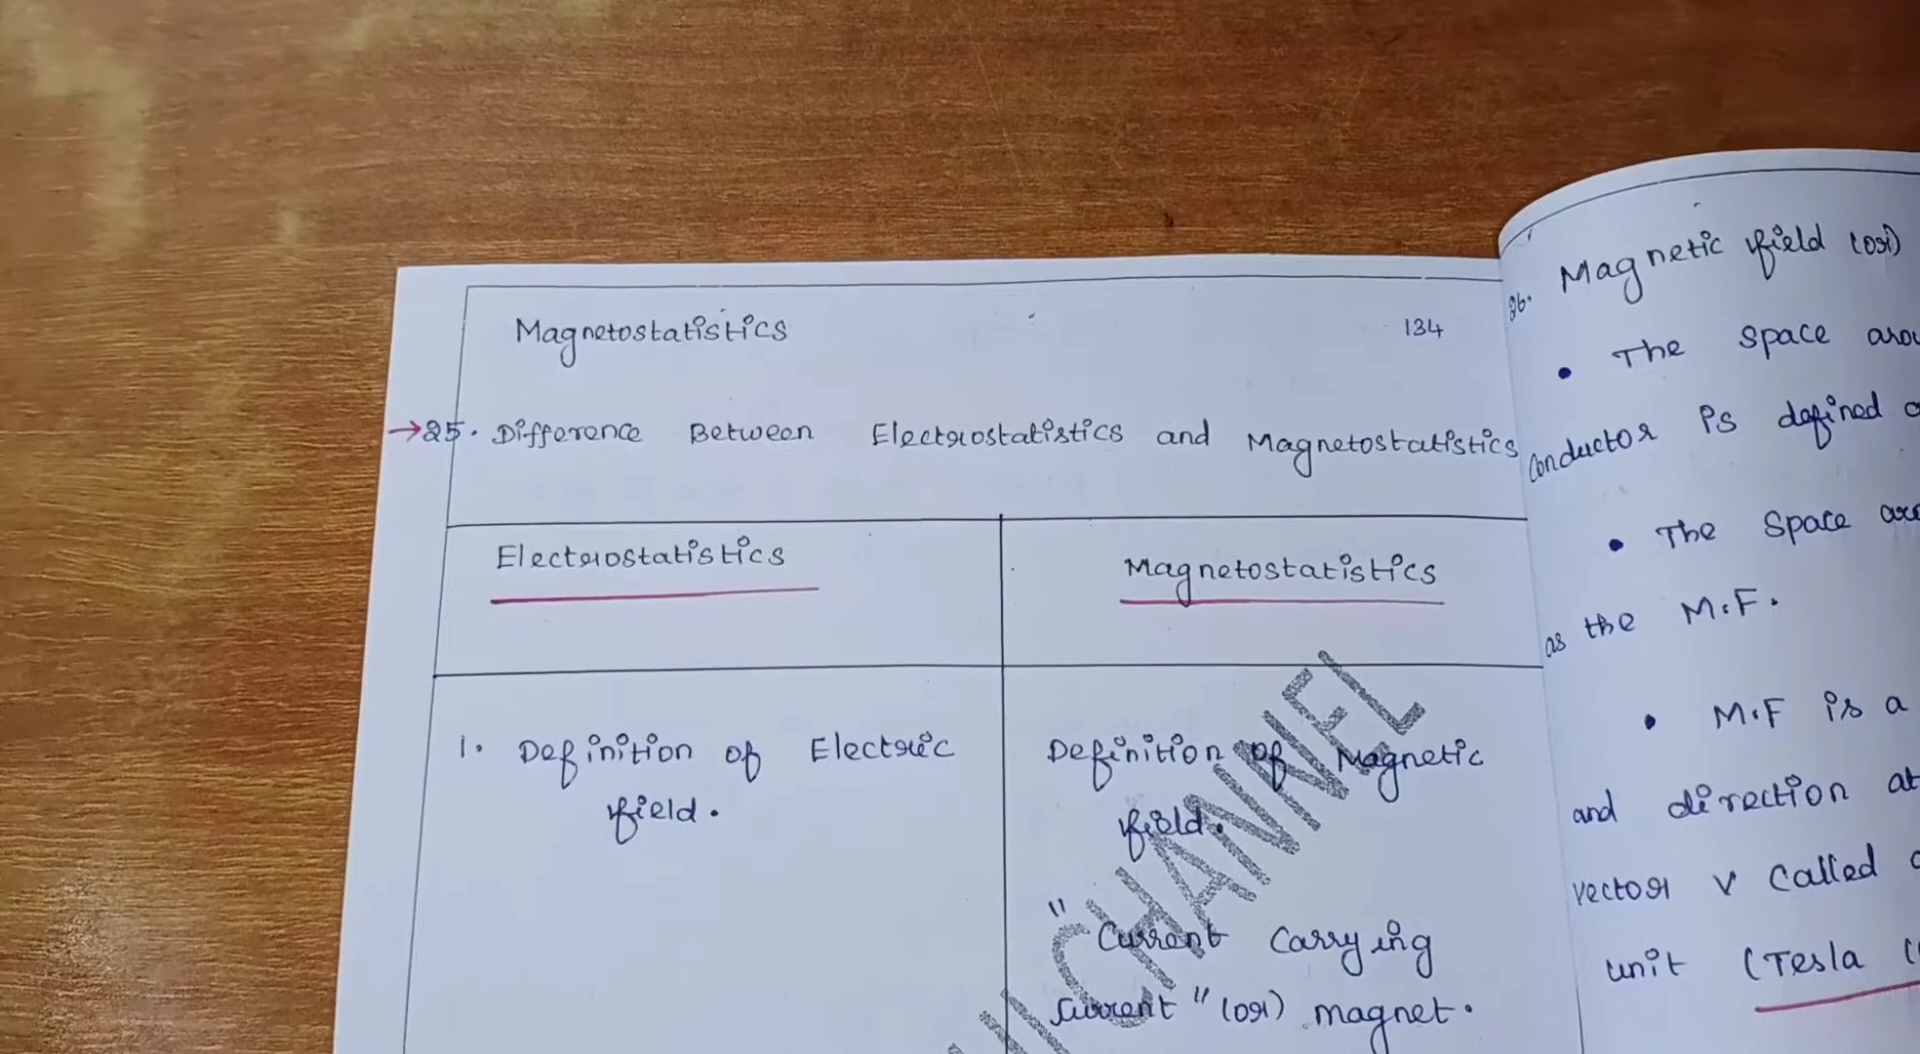 Magnetostatistics 134
→25. Difference Between Electrostatistics and Magnetostatistics
Electrostatistics Magnetostatistics
1. Definition of Electric
field.
Definition of Magnetic
field.
"Current Carrying
current" (or) magnet.
CHANNEL
26. Magnetic field (or)
• The space
conductor is defined
• The Space
as the M.F.
• M.F is a
and direction at
vector v called
unit (Tesla